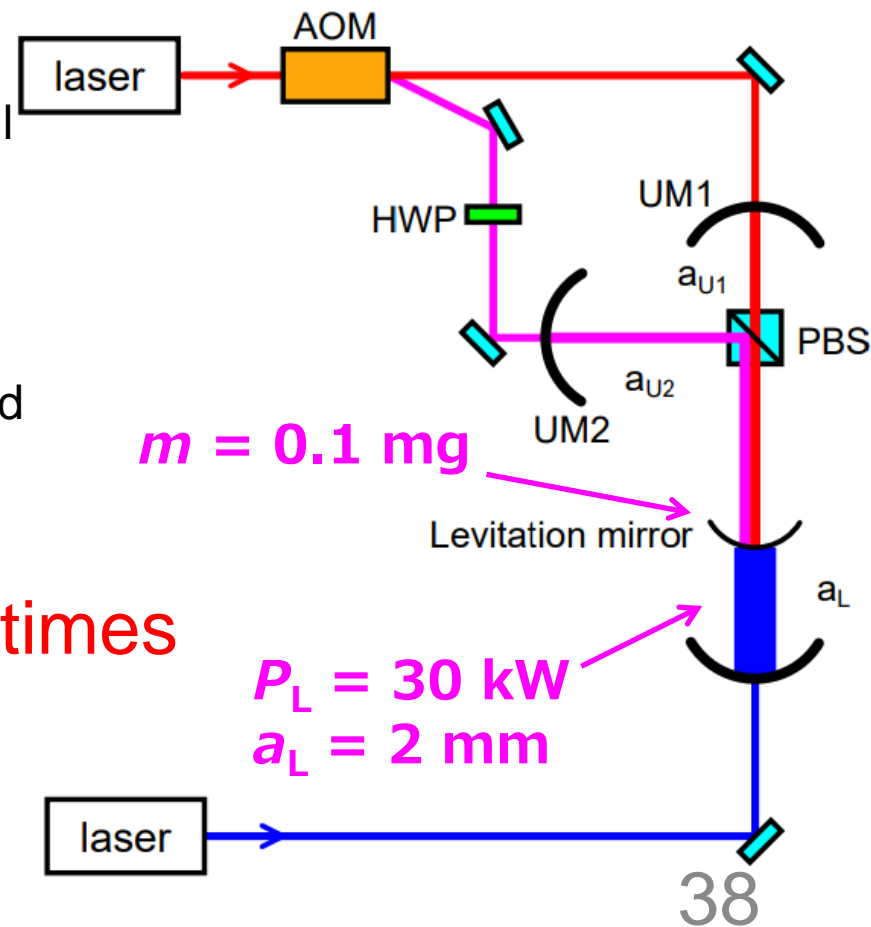 AOM
laser
l
UM1
HWP
a_U1
PBS
a_U2
d
UM2
m = 0.1 mg
Levitation mirror
a_L
times
P_L = 30 kW
a_L = 2 mm
laser
38